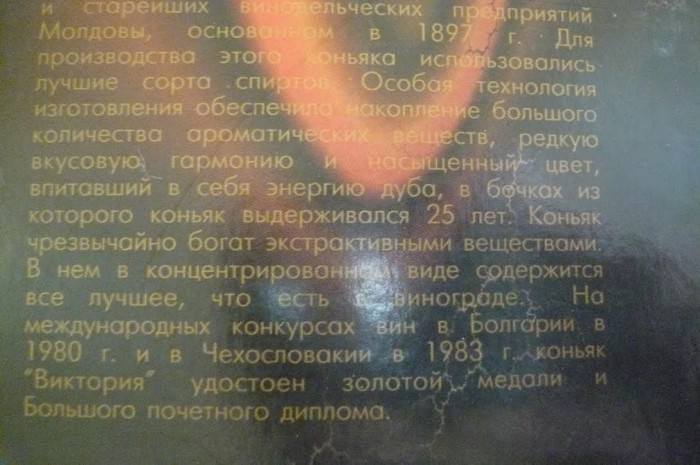 и старейших винодельческих предприятий
Молдовы, основанном в 1897 г. Для
производства этого коньяка использовались
лучшие сорта спиртов. Особая технология
изготовления обеспечила накопление большого
количества ароматических веществ, редкую
вкусовую гармонию и насыщенный цвет,
впитавший в себя энергию дуба, в бочках из
которого коньяк выдерживался 25 лет. Коньяк
чрезвычайно богат экстрактивными веществами.
В нем в концентрированном виде содержится
все лучшее, что есть в винограде. На
международных конкурсах вин в Болгарии в
1980 г. и в Чехословакии в 1983 г. коньяк
"Виктория" удостоен золотой медали и
Большого почетного диплома.